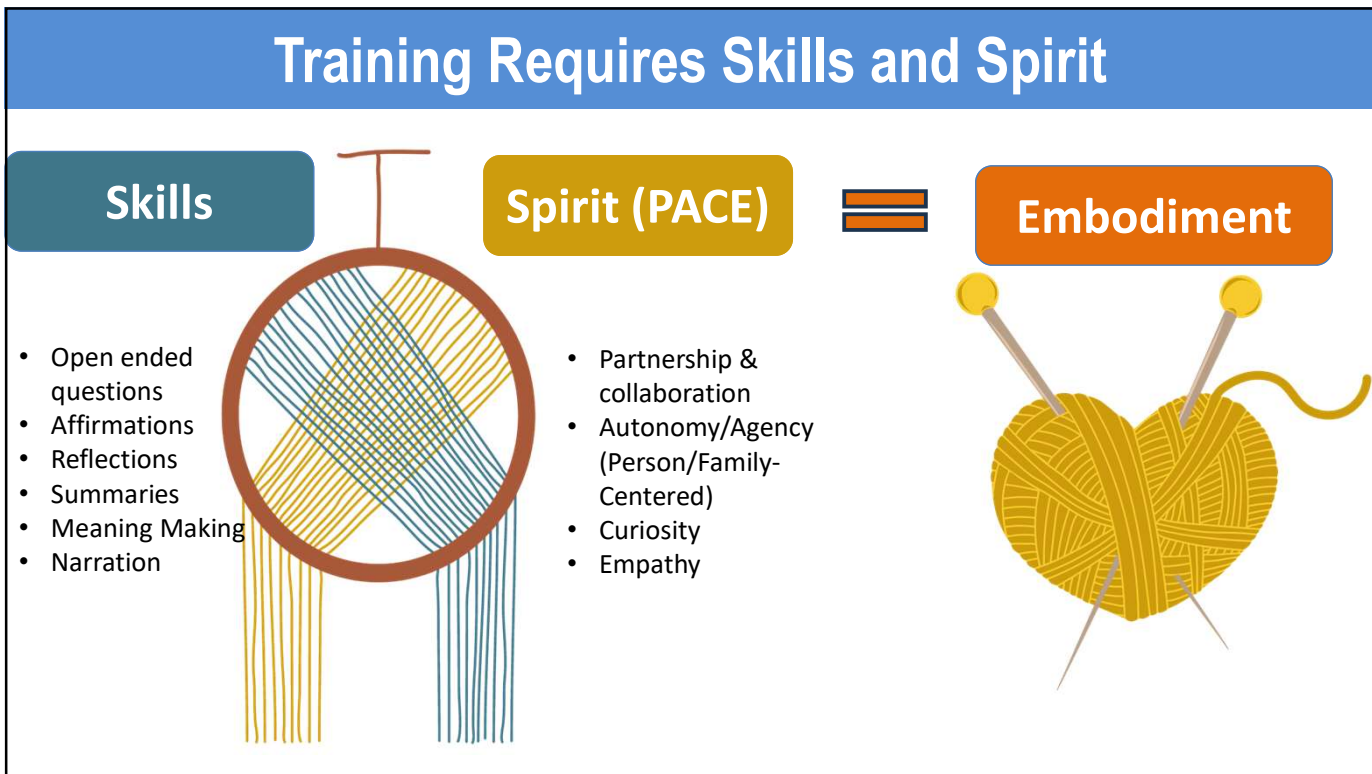 Training Requires Skills and Spirit
Skills
Spirit (PACE)
Embodiment
• Open ended
questions
• Affirmations
• Reflections
• Summaries
• Meaning Making
• Narration
• Partnership &
collaboration
• Autonomy/Agency
(Person/Family-
Centered)
• Curiosity
• Empathy